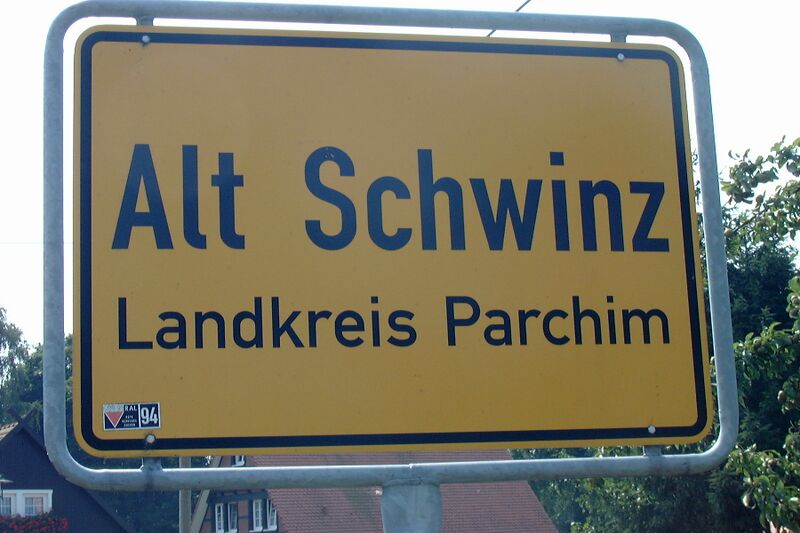 Alt Schwinz
Landkreis Parchim
RAL
94